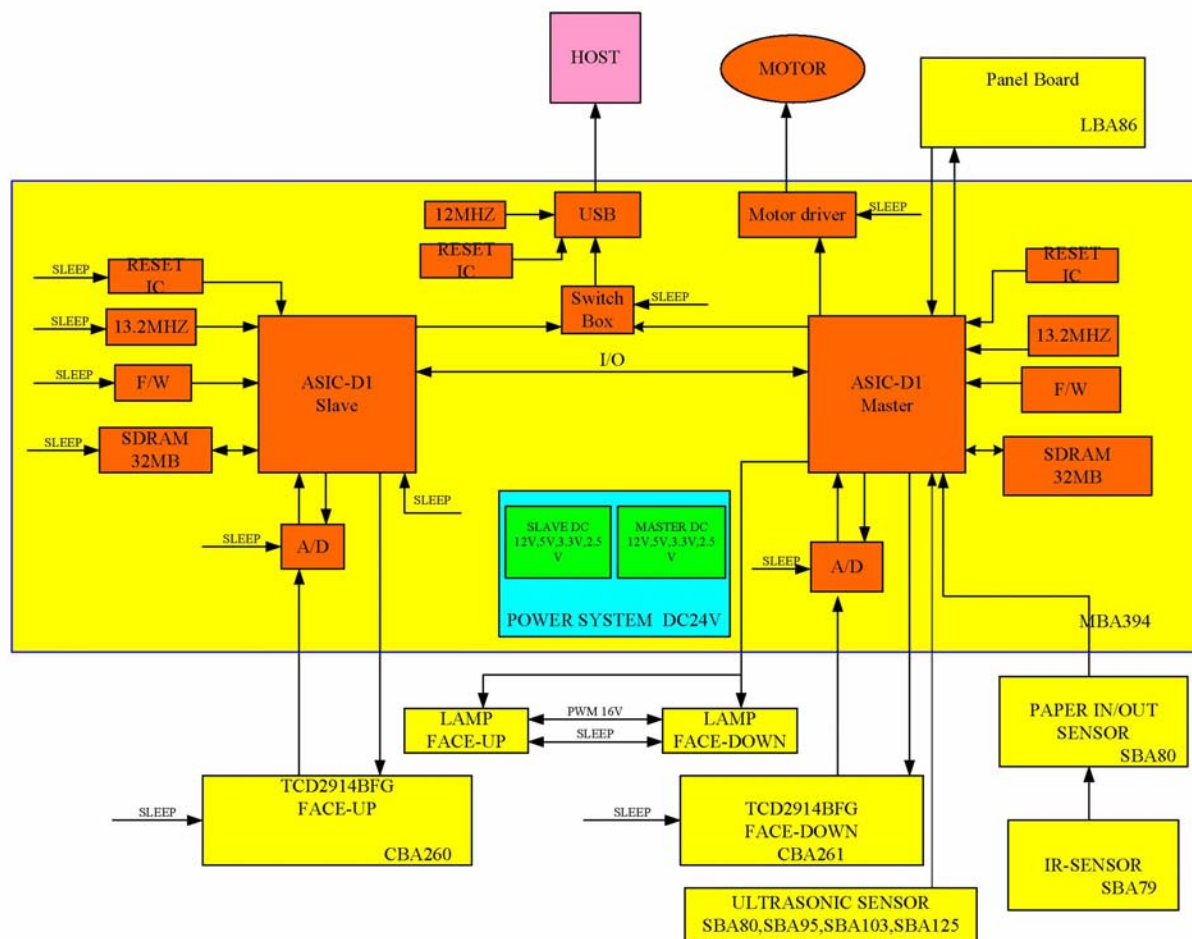 HOST
MOTOR
Panel Board
LBA86
12MHZ
USB
Motor driver
SLEEP
RESET
IC
SLEEP
RESET
IC
RESET
IC
Switch
Box
SLEEP
SLEEP
13.2MHZ
13.2MHZ
I/O
SLEEP
F/W
ASIC-D1
Slave
ASIC-D1
Master
F/W
SLEEP
SDRAM
32MB
SDRAM
32MB
SLEEP
SLEEP
A/D
SLAVE DC
12V,5V,3.3V,2.5
V
MASTER DC
12V,5V,3.3V,2.5
V
SLEEP
A/D
POWER SYSTEM DC24V
MBA394
LAMP
FACE-UP
PWM 16V
SLEEP
LAMP
FACE-DOWN
PAPER IN/OUT
SENSOR
SBA80
SLEEP
TCD2914BFG
FACE-UP
CBA260
SLEEP
TCD2914BFG
FACE-DOWN
CBA261
IR-SENSOR
SBA79
ULTRASONIC SENSOR
SBA80,SBA95,SBA103,SBA125